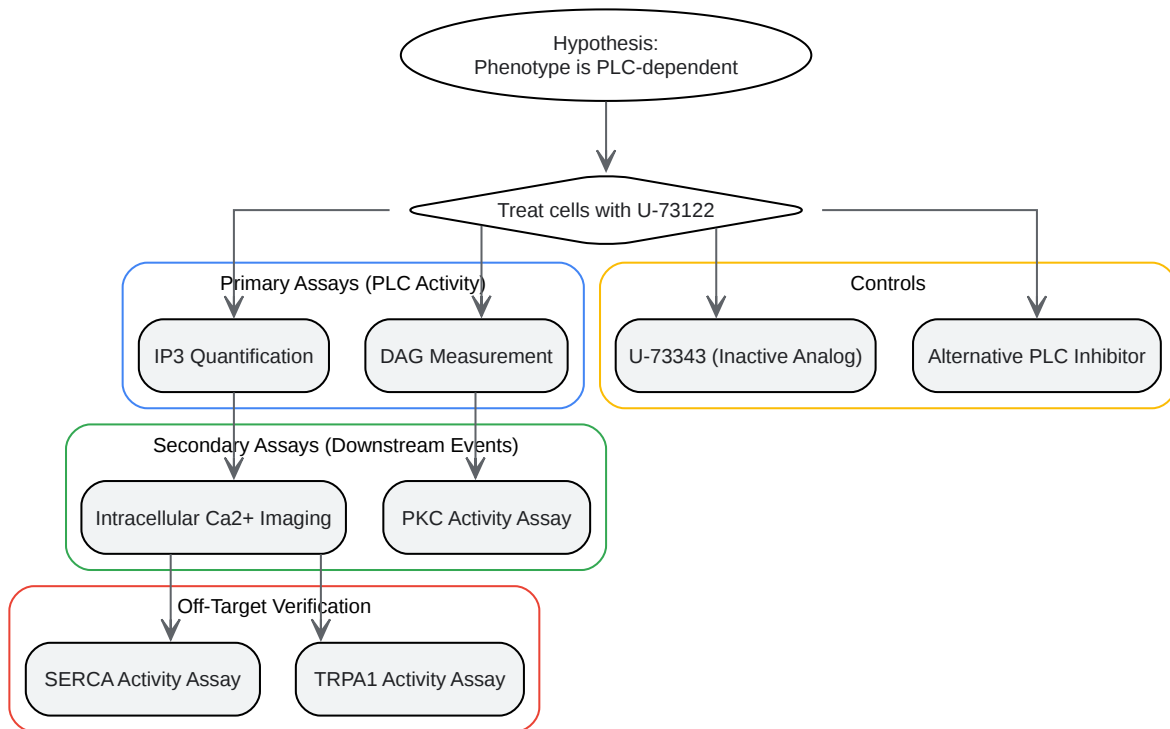 Hypothesis:
Phenotype is PLC-dependent
Treat cells with U-73122
Primary Assays (PLC Activity)
Controls
IP3 Quantification
DAG Measurement
U-73343 (Inactive Analog)
Alternative PLC Inhibitor
Secondary Assays (Downstream Events)
Intracellular Ca2+ Imaging
PKC Activity Assay
Off-Target Verification
SERCA Activity Assay
TRPA1 Activity Assay